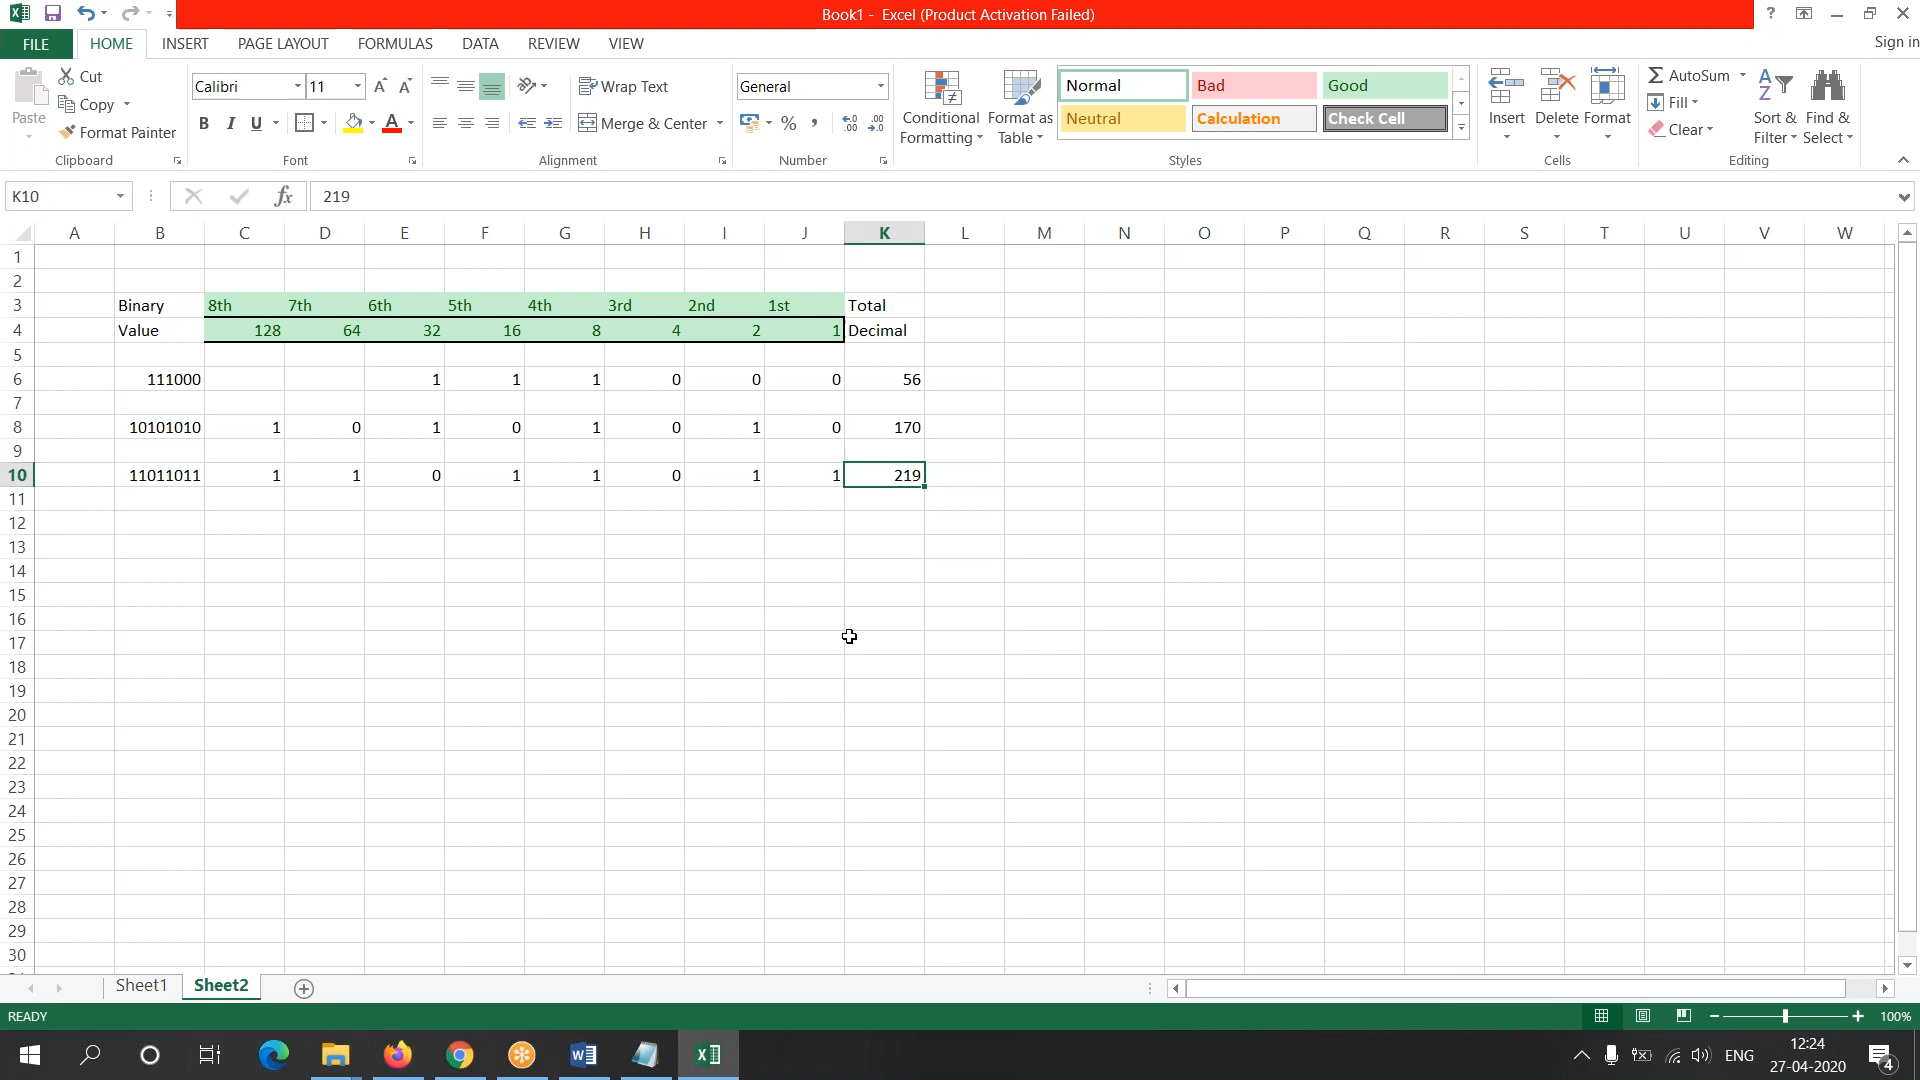 Book1 - Excel (Product Activation Failed)
FILE HOME INSERT PAGE LAYOUT FORMULAS DATA REVIEW VIEW Sign in
Paste Cut Copy Format Painter Clipboard
Calibri 11 A A B I U A Font
Wrap Text Merge & Center Alignment
General % , .00 Number
Conditional Formatting Format as Table
Normal Bad Good
Neutral Calculation Check Cell
Styles
Insert Delete Format Cells
AutoSum Fill Clear Sort & Filter Find & Select Editing
K10 fx 219
A B C D E F G H I J K L M N O P Q R S T U V W
1
2
3 Binary 8th 7th 6th 5th 4th 3rd 2nd 1st Total
4 Value 128 64 32 16 8 4 2 1 Decimal
5
6 111000 1 1 1 0 0 0 56
7
8 10101010 1 0 1 0 1 0 1 0 170
9
10 11011011 1 1 0 1 1 0 1 1 219
11
12
13
14
15
16
17
18
19
20
21
22
23
24
25
26
27
28
29
30
Sheet1 Sheet2
READY 100%
ENG 12:24 4
27-04-2020